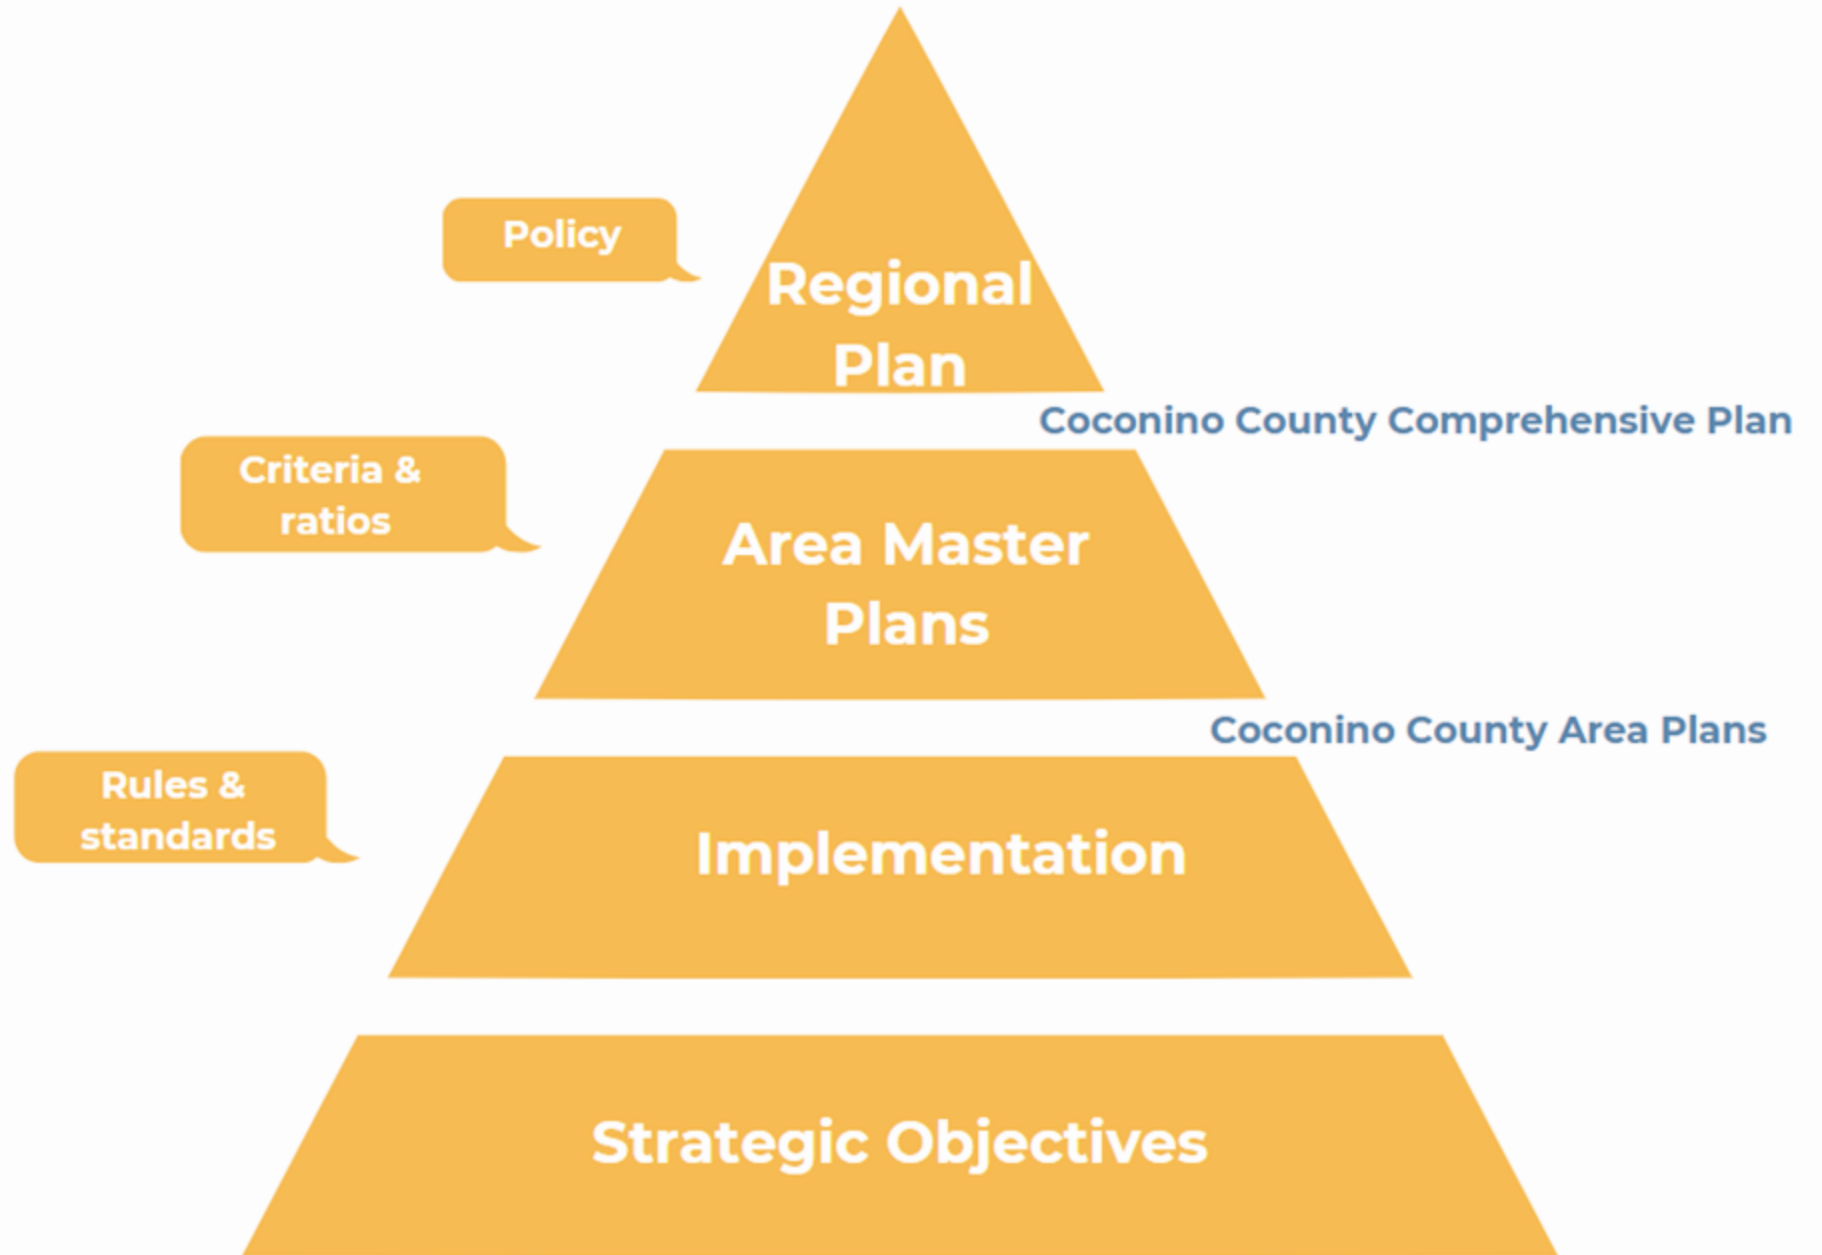 Policy
Regional
Plan
Coconino County Comprehensive Plan
Criteria &
ratios
Area Master
Plans
Coconino County Area Plans
Rules &
standards
Implementation
Strategic Objectives